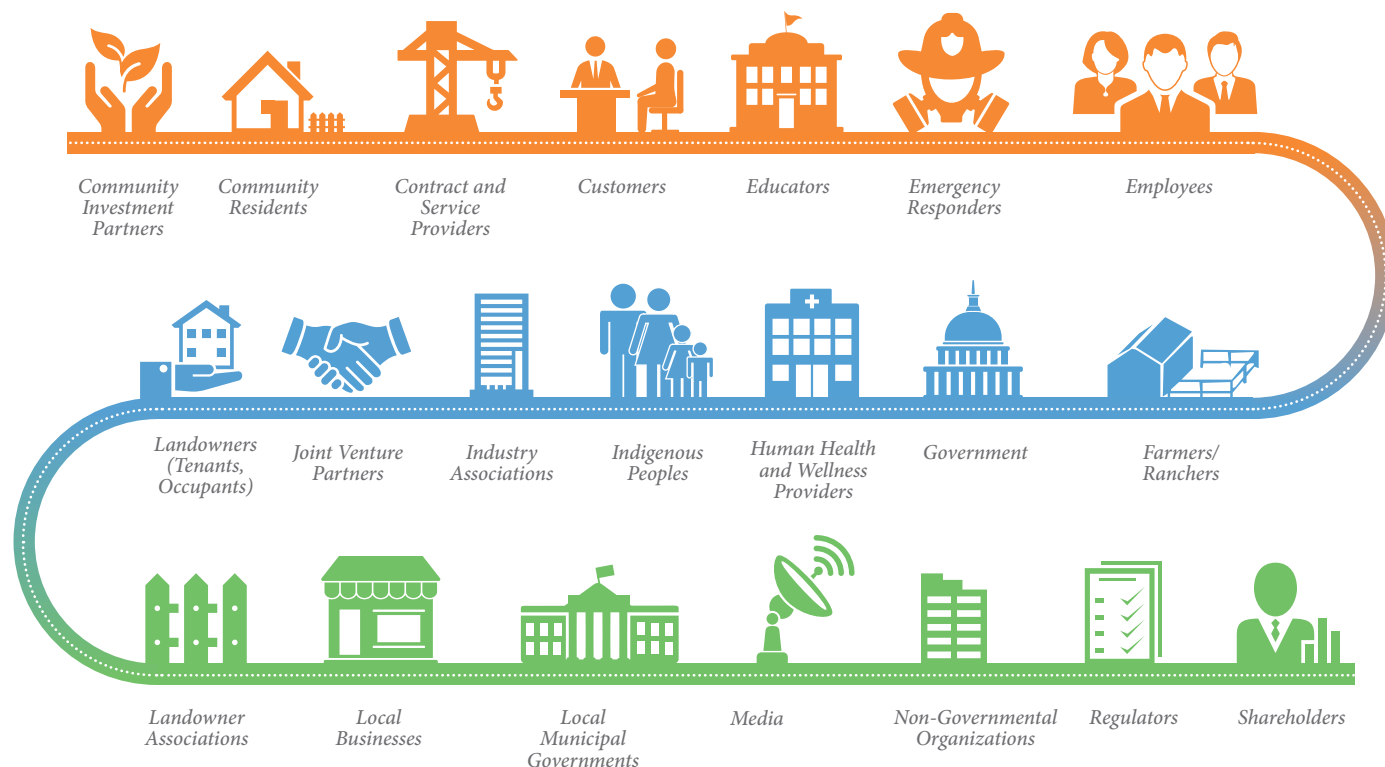 Community
Investment
Partners
Community
Residents
Contract and
Service
Providers
Customers
Educators
Emergency
Responders
Employees
Landowners
(Tenants,
Occupants)
Joint Venture
Partners
Industry
Associations
Indigenous
Peoples
Human Health
and Wellness
Providers
Government
Farmers/
Ranchers
Landowner
Associations
Local
Businesses
Local
Municipal
Governments
Media
Non-Governmental
Organizations
Regulators
Shareholders